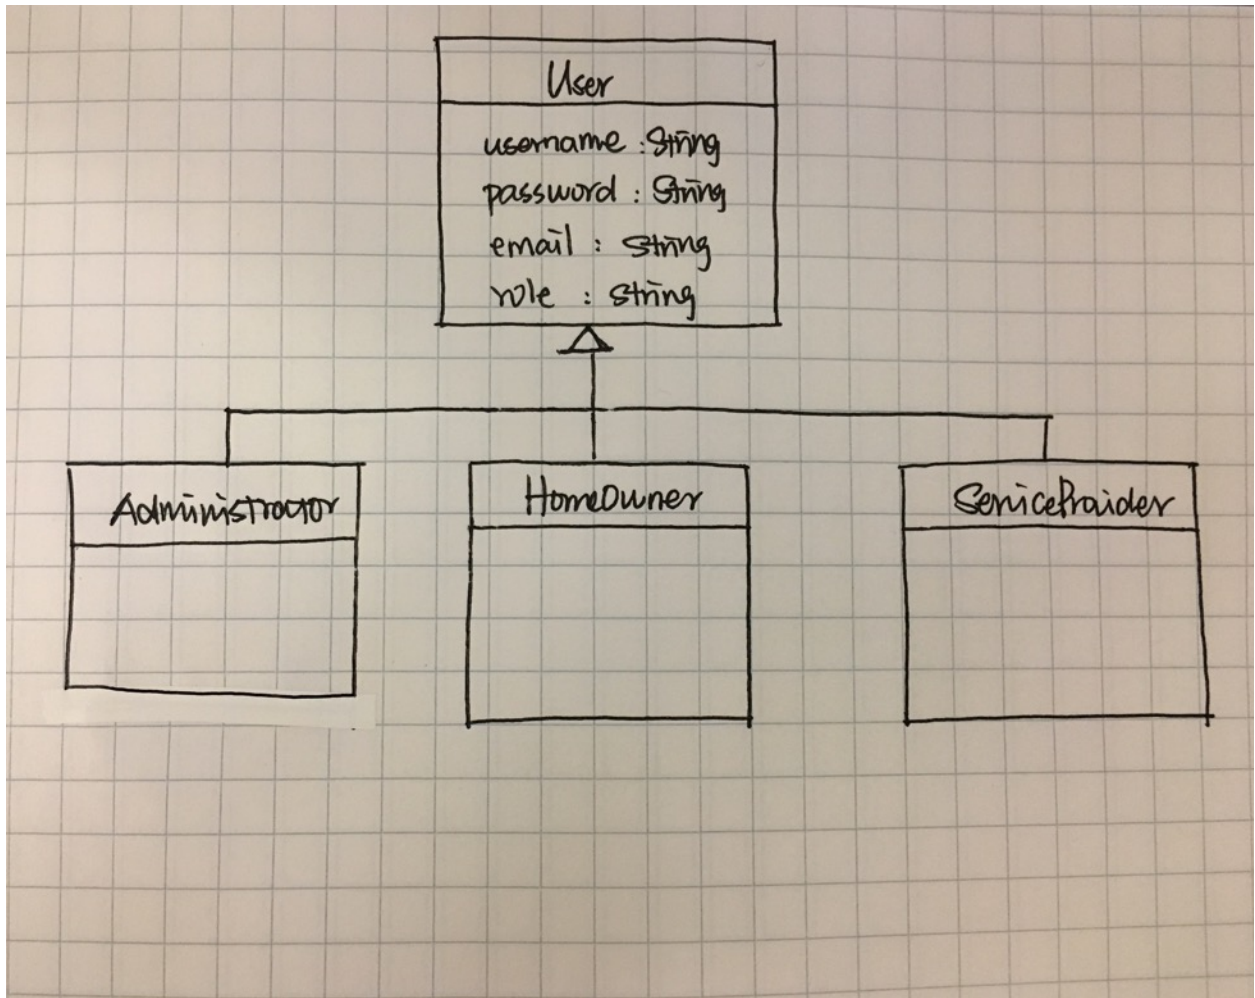 User
username : String
password : String
email : String
role : String
Administrator
HomeOwner
ServiceProvider